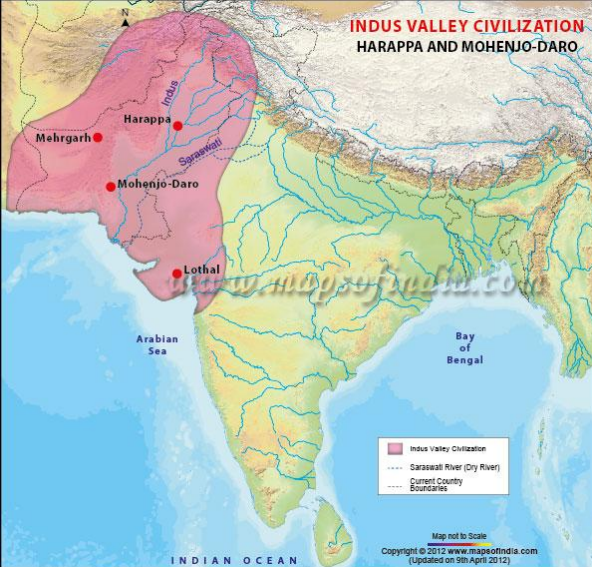 N
INDUS VALLEY CIVILIZATION
HARAPPA AND MOHENJO-DARO
Indus
Harappa
Mehrgarh
Saraswati
Mohenjo-Daro
Lothal
www.mapsofindia.com
Arabian
Sea
Bay
of
Bengal
Indus Valley Civilization
Saraswati River (Dry River)
Current Country
Boundaries
Map not to Scale
Copyright © 2012 www.mapsofindia.com
(Updated on 9th April 2012)
INDIAN OCEAN